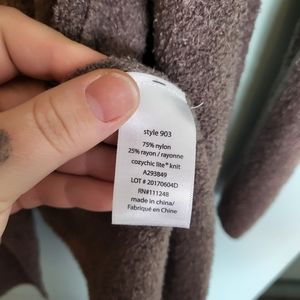 style 903
75% nylon
25% rayon / rayonne
cozychic lite® knit
A293849
LOT # 20170604D
RN#111248
made in china/
Fabriqué en Chine